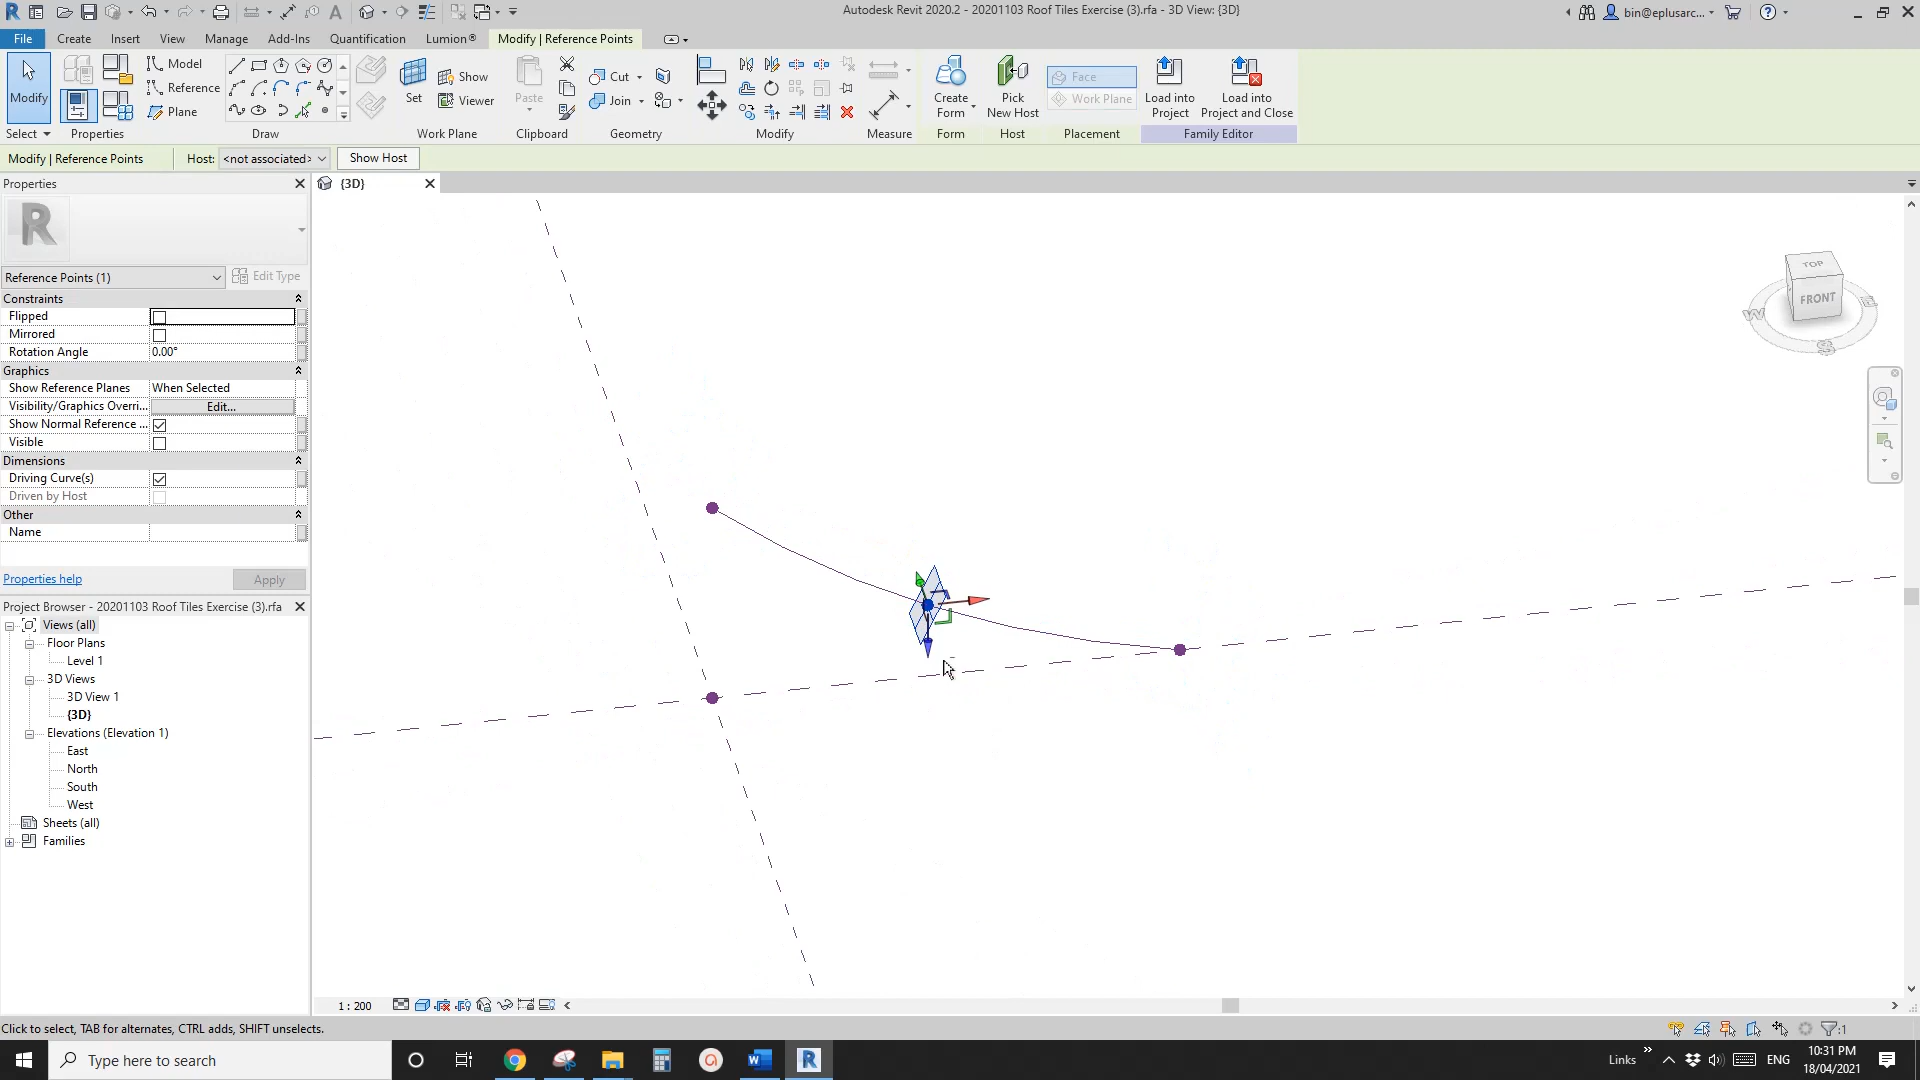 Autodesk Revit 2020.2 - 20201103 Roof Tiles Exercise (3).rfa - 3D View: {3D}
bin@eplusarc...
File Create Insert View Manage Add-Ins Quantification Lumion® Modify | Reference Points
Modify
Model
Reference
Plane
Set
Show
Viewer
Paste
Cut
Join
Create
Form
Pick
New Host
Face
Work Plane
Load into
Project
Load into
Project and Close
Select Properties Draw Work Plane Clipboard Geometry Modify Measure Form Host Placement Family Editor
Modify | Reference Points Host: <not associated> Show Host
Properties
{3D}
R
Reference Points (1) Edit Type
Constraints
Flipped
Mirrored
Rotation Angle 0.00°
Graphics
Show Reference Planes When Selected
Visibility/Graphics Overri... Edit...
Show Normal Reference ...
Visible
Dimensions
Driving Curve(s)
Driven by Host
Other
Name
Properties help Apply
Project Browser - 20201103 Roof Tiles Exercise (3).rfa
Views (all)
Floor Plans
Level 1
3D Views
3D View 1
{3D}
Elevations (Elevation 1)
East
North
South
West
Sheets (all)
Families
TOP
FRONT
W
E
S
1 : 200
Click to select, TAB for alternates, CTRL adds, SHIFT unselects.
:1
Type here to search
Links
ENG
10:31 PM
18/04/2021